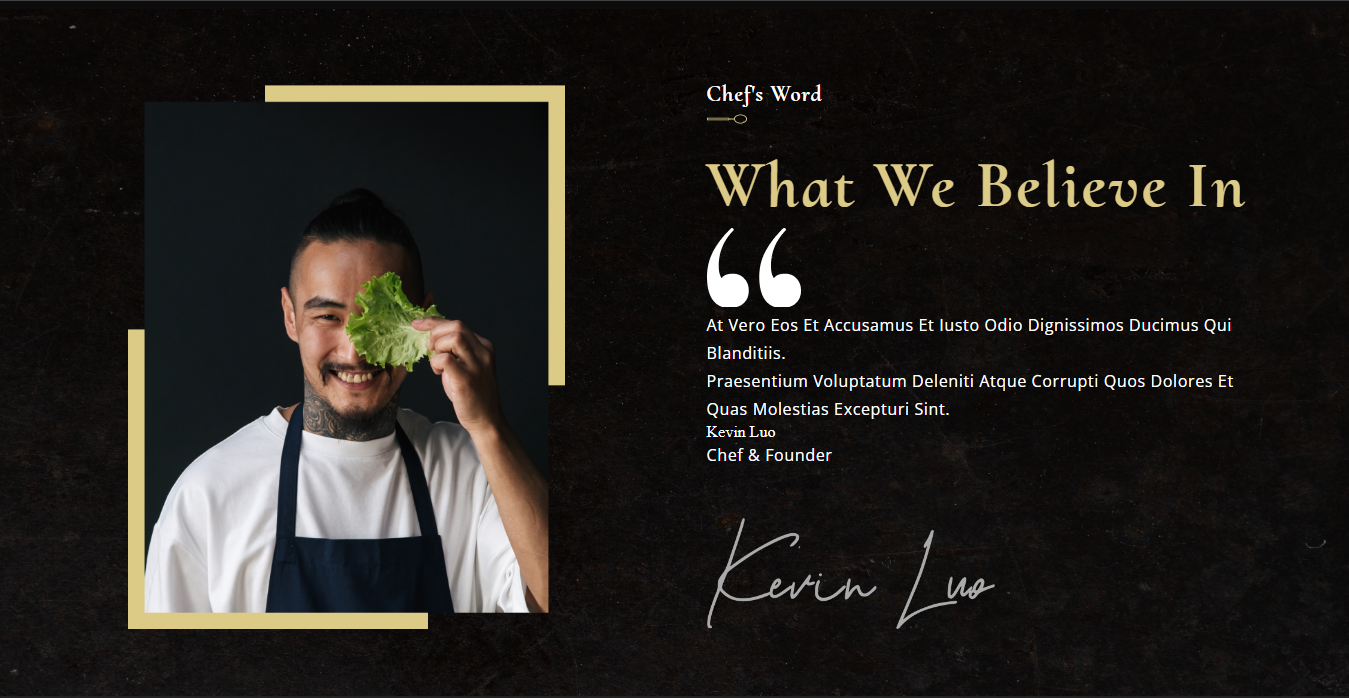 Chef's Word
What We Believe In
“
At Vero Eos Et Accusamus Et Iusto Odio Dignissimos Ducimus Qui
Blanditiis.
Praesentium Voluptatum Deleniti Atque Corrupti Quos Dolores Et
Quas Molestias Excepturi Sint.
Kevin Luo
Chef & Founder
Kevin Luo